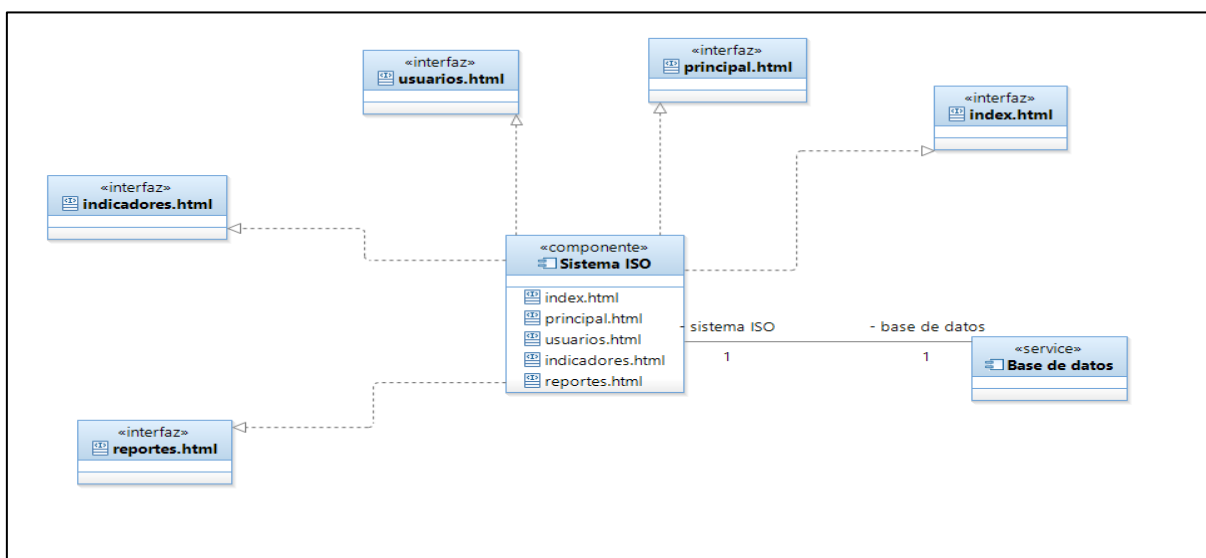 «interfaz»
usuarios.html
«interfaz»
principal.html
«interfaz»
index.html
«interfaz»
indicadores.html
«componente»
Sistema ISO
index.html
principal.html
usuarios.html
indicadores.html
reportes.html
- sistema ISO
- base de datos
1
1
«service»
Base de datos
«interfaz»
reportes.html